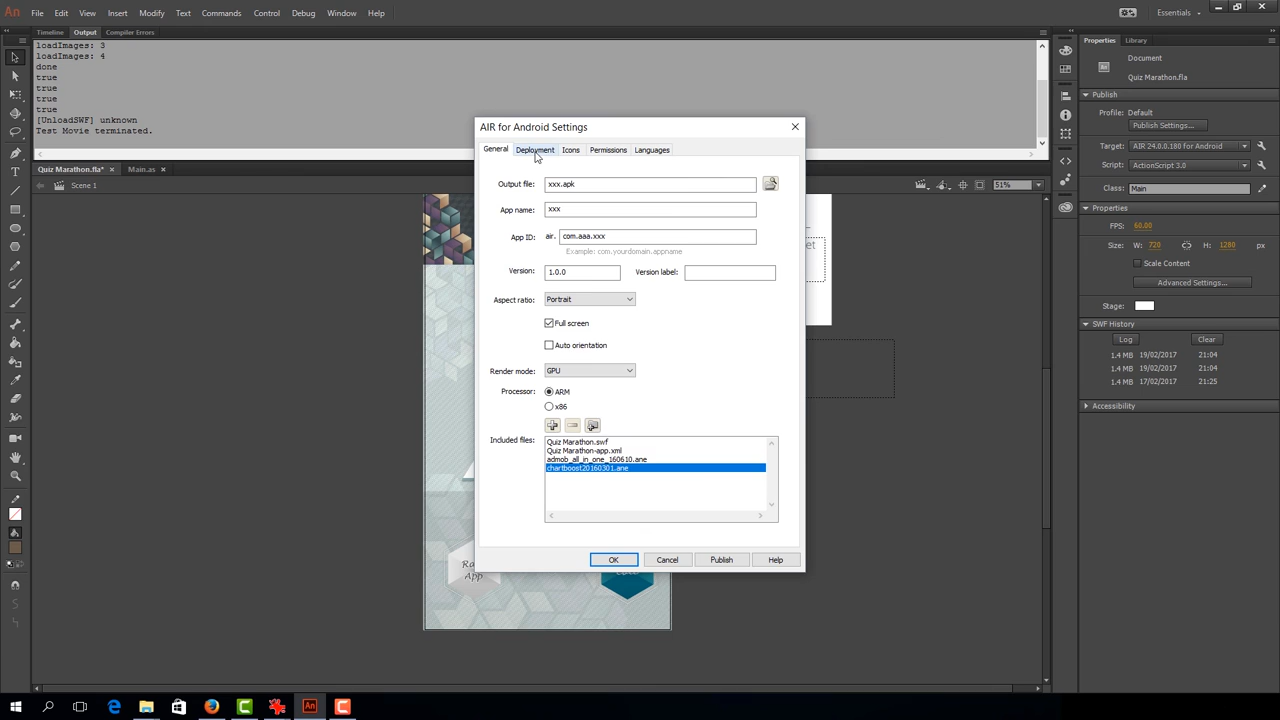 An File Edit View Insert Modify Text Commands Control Debug Window Help Essentials
Timeline Output Compiler Errors
loadImages: 3
loadImages: 4
done
true
true
true
true
[UnloadSWF] unknown
Test Movie terminated.
Quiz Marathon.fla* Main.as
Scene 1 51%
AIR for Android Settings
General Deployment Icons Permissions Languages
Output file: xxx.apk
App name: xxx
App ID: air. com.aaa.xxx
Example: com.yourdomain.appname
Version: 1.0.0 Version label:
Aspect ratio: Portrait
Full screen
Auto orientation
Render mode: GPU
Processor: ARM
x86
Included files: Quiz Marathon.swf
Quiz Marathon-app.xml
admob_all_in_one_160610.ane
chartboost20160301.ane
OK Cancel Publish Help
App
Properties Library
Document
Quiz Marathon.fla
Publish
Profile: Default
Publish Settings...
Target: AIR 24.0.0.180 for Android
Script: ActionScript 3.0
Class: Main
Properties
FPS: 60.00
Size: W: 720 H: 1280 px
Scale Content
Advanced Settings...
Stage:
SWF History
Log Clear
1.4 MB 19/02/2017 21:04
1.4 MB 19/02/2017 21:04
1.4 MB 17/02/2017 21:25
Accessibility
An